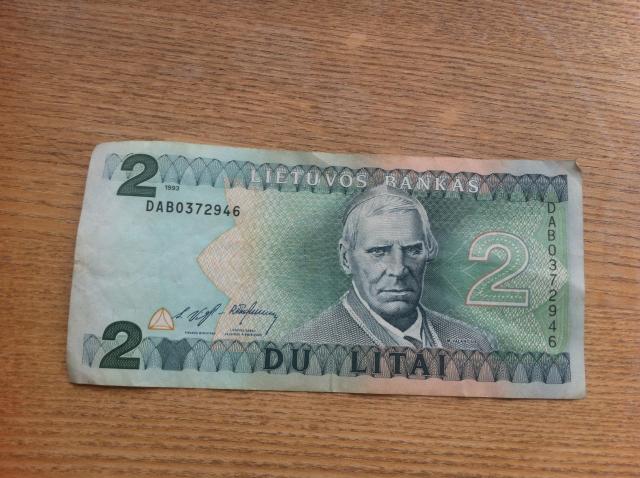 2 1993 LIETUVOS BANKAS
DAB0372946
DAB0372946
2
2
DU LITAI